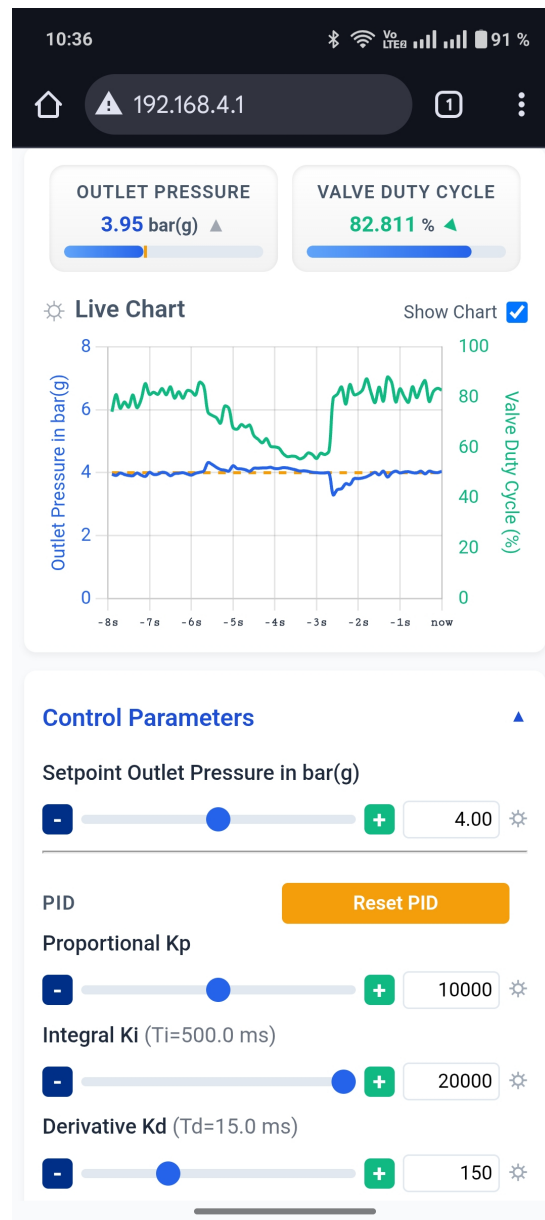 10:36 Vo LTE2 91 %
192.168.4.1 1
OUTLET PRESSURE
3.95 bar(g)
VALVE DUTY CYCLE
82.811 %
Live Chart
Show Chart
8
6
4
2
0
Outlet Pressure in bar(g)
100
80
60
40
20
0
Valve Duty Cycle (%)
-8s -7s -6s -5s -4s -3s -2s -1s now
Control Parameters
Setpoint Outlet Pressure in bar(g)
- + 4.00
PID
Reset PID
Proportional Kp
- + 10000
Integral Ki (Ti=500.0 ms)
- + 20000
Derivative Kd (Td=15.0 ms)
- + 150